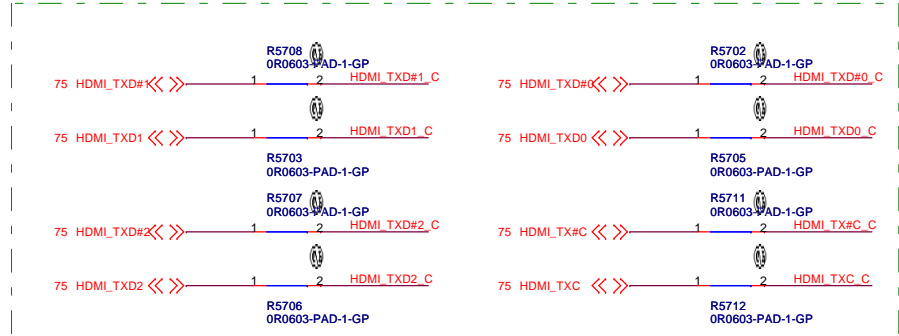 R5708
0R0603-PAD-1-GP
75 HDMI_TXD#1 1 2 HDMI_TXD#1_C
75 HDMI_TXD1 1 2 HDMI_TXD1_C
R5703
0R0603-PAD-1-GP
R5707
0R0603-PAD-1-GP
75 HDMI_TXD#2 1 2 HDMI_TXD#2_C
75 HDMI_TXD2 1 2 HDMI_TXD2_C
R5706
0R0603-PAD-1-GP
R5702
0R0603-PAD-1-GP
75 HDMI_TXD#0 1 2 HDMI_TXD#0_C
75 HDMI_TXD0 1 2 HDMI_TXD0_C
R5705
0R0603-PAD-1-GP
R5711
0R0603-PAD-1-GP
75 HDMI_TX#C 1 2 HDMI_TX#C_C
75 HDMI_TXC 1 2 HDMI_TXC_C
R5712
0R0603-PAD-1-GP